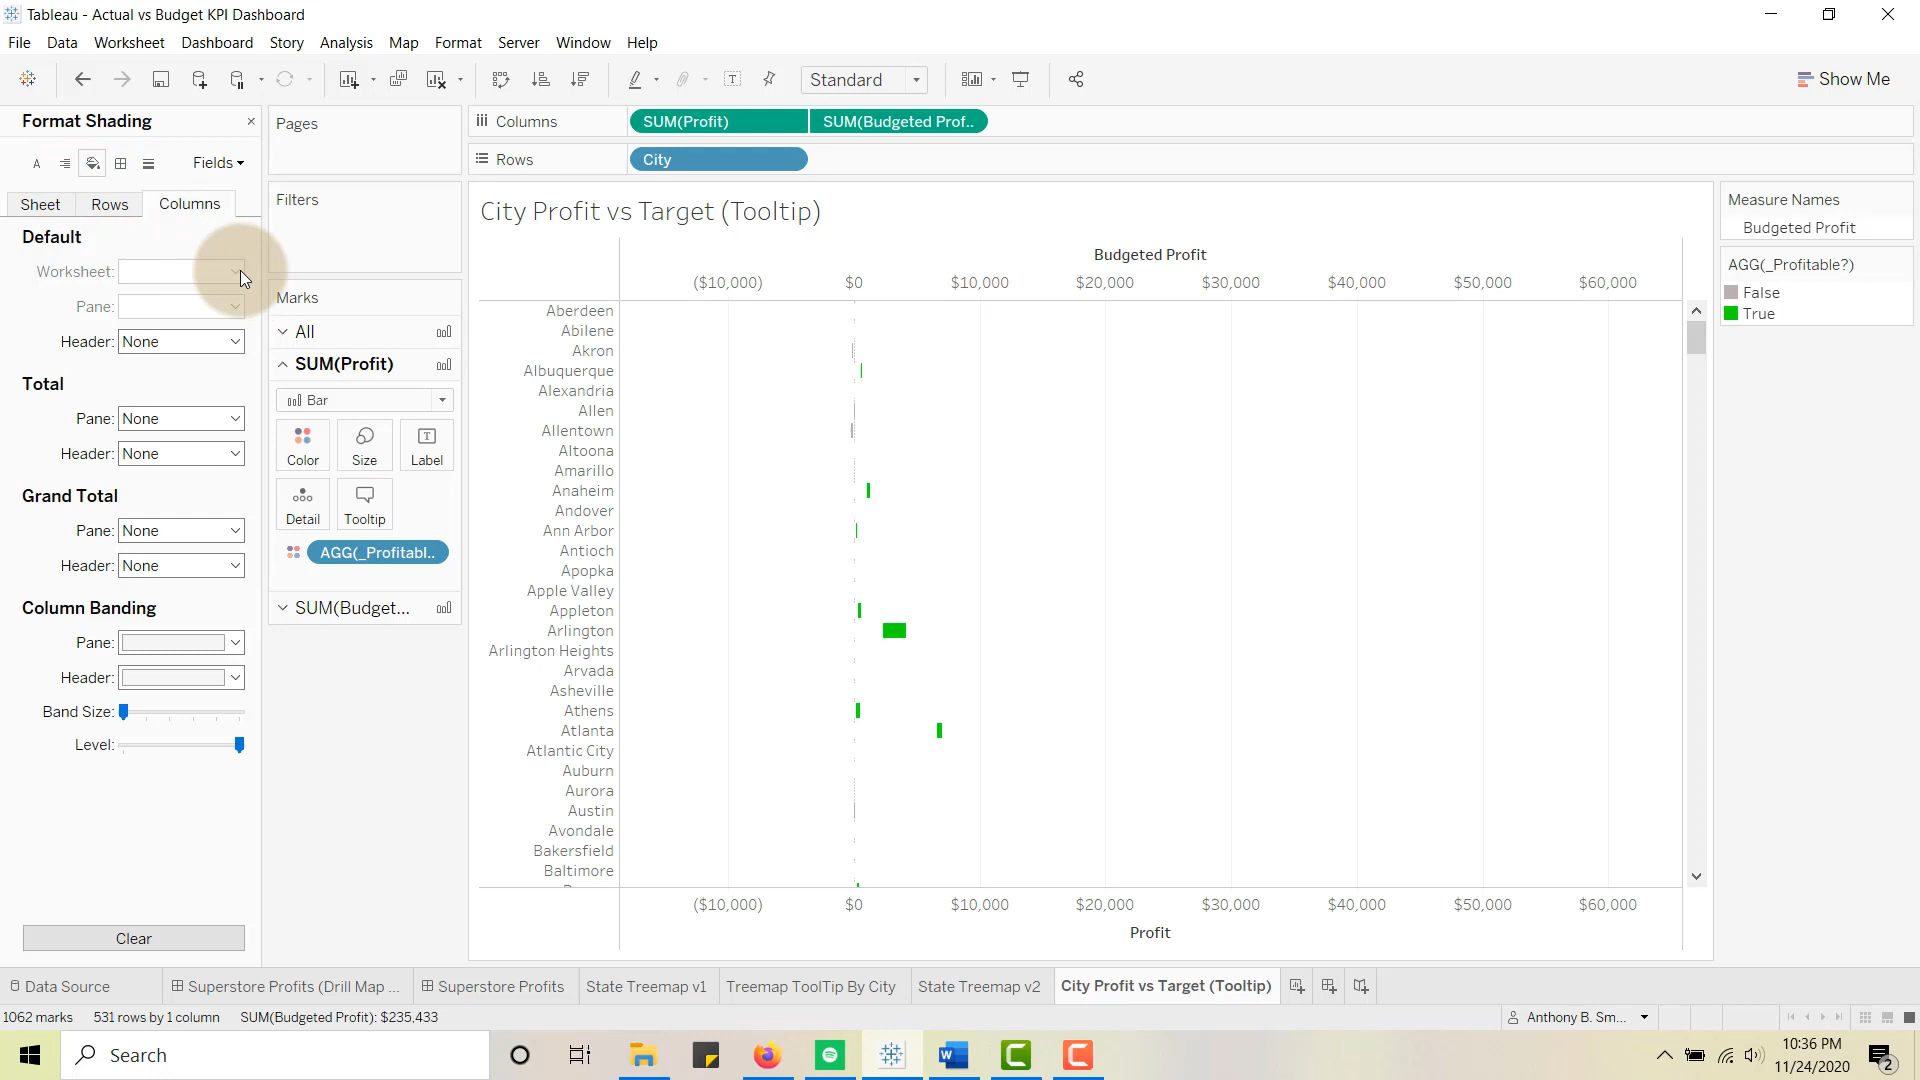 Tableau - Actual vs Budget KPI Dashboard
File Data Worksheet Dashboard Story Analysis Map Format Server Window Help
Standard
Show Me
Format Shading
Fields
Sheet Rows Columns
Default
Worksheet:
Pane:
Header: None
Total
Pane: None
Header: None
Grand Total
Pane: None
Header: None
Column Banding
Pane:
Header:
Band Size:
Level:
Clear
Pages
Filters
Marks
All
SUM(Profit)
Bar
Color Size Label
Detail Tooltip
AGG(_Profitabl..
SUM(Budget...
Columns SUM(Profit) SUM(Budgeted Prof..
Rows City
City Profit vs Target (Tooltip)
Budgeted Profit
($10,000) $0 $10,000 $20,000 $30,000 $40,000 $50,000 $60,000
Aberdeen
Abilene
Akron
Albuquerque
Alexandria
Allen
Allentown
Altoona
Amarillo
Anaheim
Andover
Ann Arbor
Antioch
Apopka
Apple Valley
Appleton
Arlington
Arlington Heights
Arvada
Asheville
Athens
Atlanta
Atlantic City
Auburn
Aurora
Austin
Avondale
Bakersfield
Baltimore
($10,000) $0 $10,000 $20,000 $30,000 $40,000 $50,000 $60,000
Profit
Measure Names
Budgeted Profit
AGG(_Profitable?)
False
True
Data Source Superstore Profits (Drill Map ... Superstore Profits State Treemap v1 Treemap ToolTip By City State Treemap v2 City Profit vs Target (Tooltip)
1062 marks 531 rows by 1 column SUM(Budgeted Profit): $235,433 Anthony B. Sm...
Search
10:36 PM
11/24/2020
2